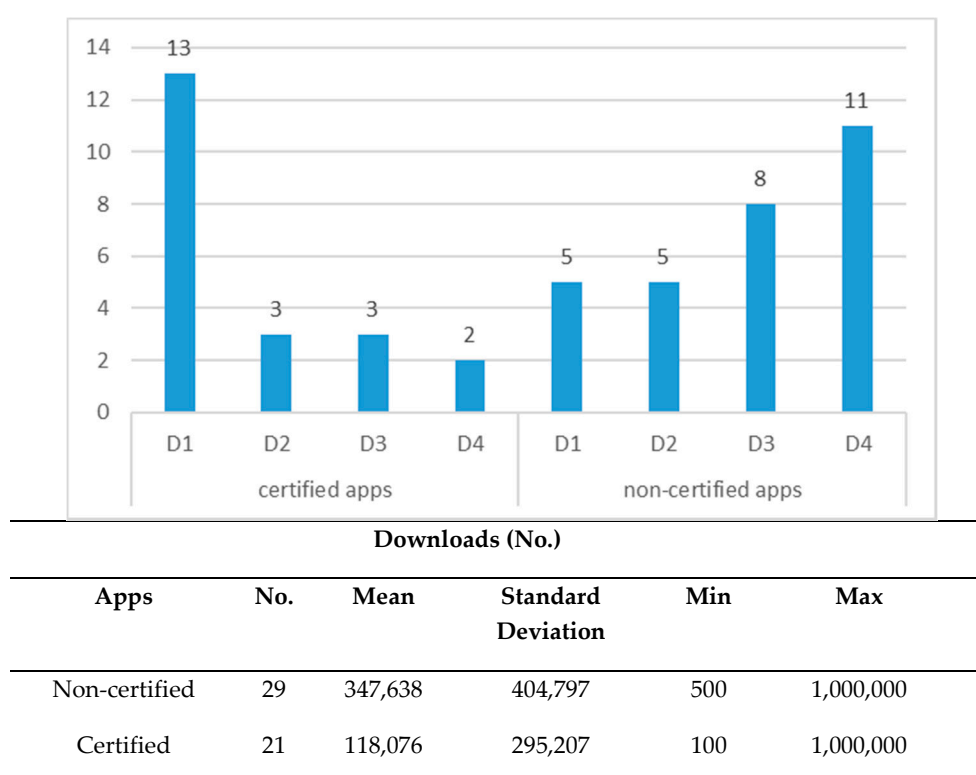 14
13
12
11
10
8
8
6
5
5
4
3
3
2
2
0
D1 D2 D3 D4 D1 D2 D3 D4
certified apps non-certified apps
Downloads (No.)
Apps No. Mean Standard Deviation Min Max
Non-certified 29 347,638 404,797 500 1,000,000
Certified 21 118,076 295,207 100 1,000,000